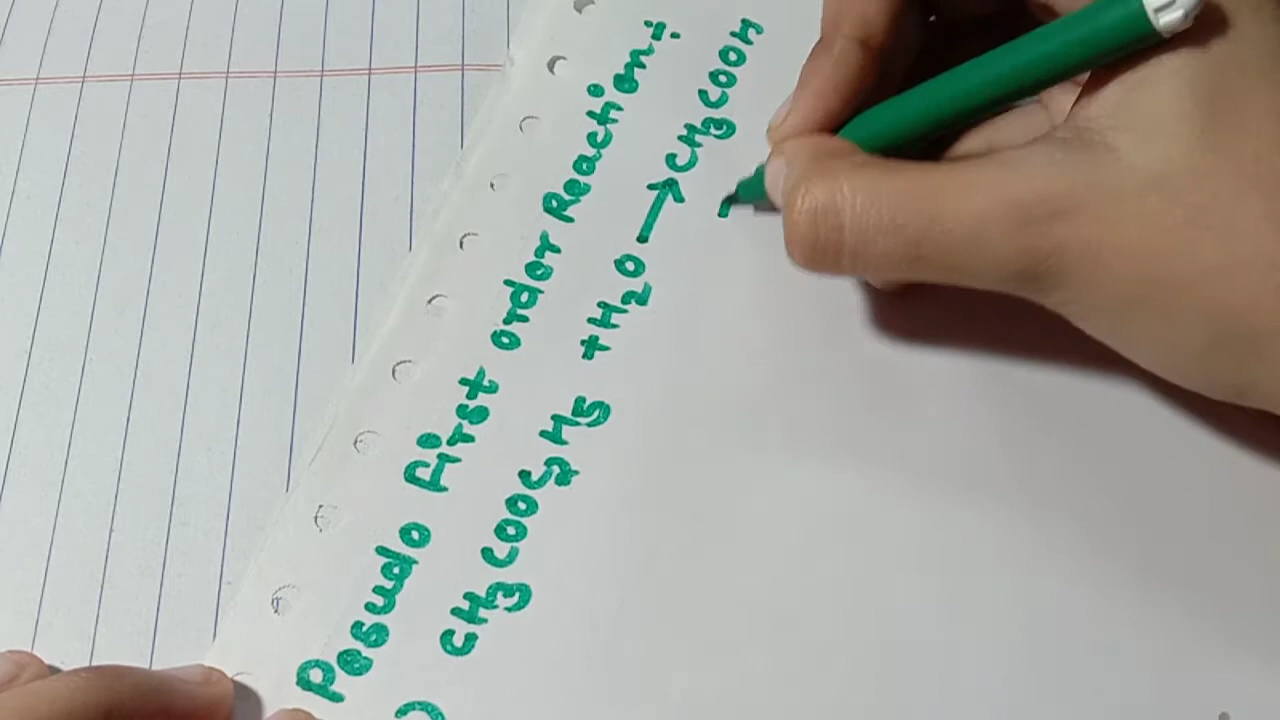 Pesudo first order Reaction:-
) CH3COOC2H5 + H2O → CH3COOH